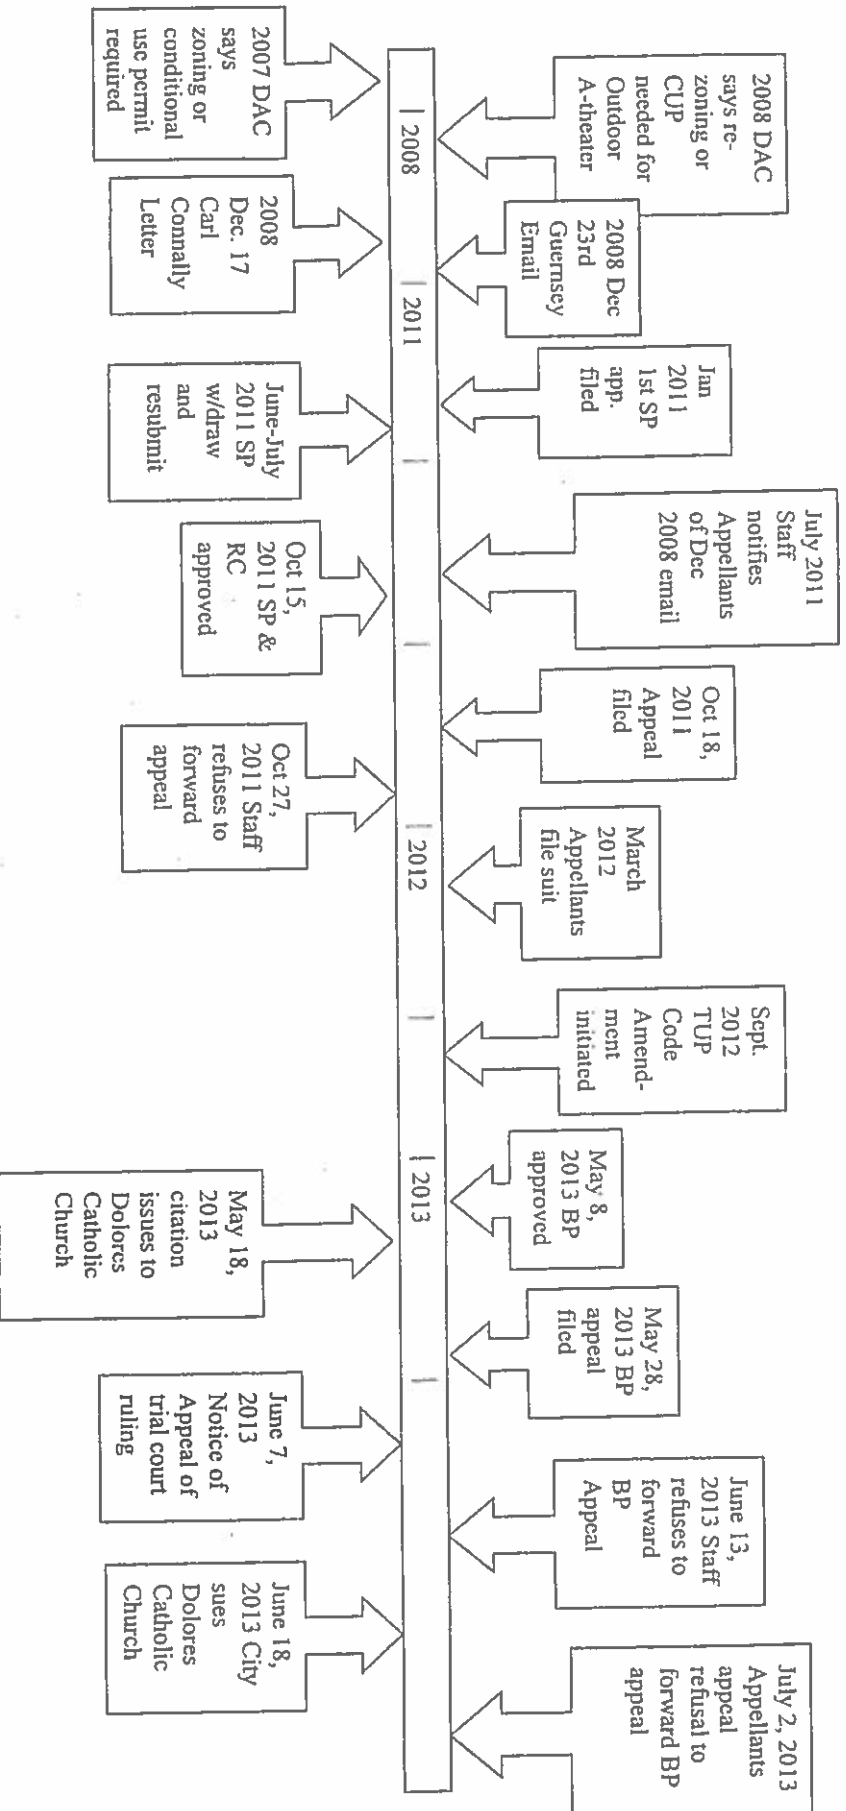 2008 DAC
says re-
zoning or
CUP
needed for
Outdoor
A-theater
2008 Dec
23rd
Guernsey
Email
Jan
2011
1st SP
app.
filed
July 2011
Staff
notifies
Appellants
of Dec
2008 email
Oct 18,
2011
Appeal
filed
March
2012
Appellants
file suit
Sept.
2012
TUP
Code
Amend-
ment
initiated
May 8,
2013 BP
approved
May 28,
2013 BP
appeal
filed
June 13,
2013 Staff
refuses to
forward
BP
Appeal
July 2, 2013
Appellants
appeal
refusal to
forward BP
appeal
2008
2011
2012
2013
2007 DAC
says
zoning or
conditional
use permit
required
2008
Dec. 17
Carl
Connally
Letter
June-July
2011 SP
w/draw
and
resubmit
Oct 15,
2011 SP &
RC
approved
Oct 27,
2011 Staff
refuses to
forward
appeal
May 18,
2013
citation
issues to
Dolores
Catholic
Church
June 7,
2013
Notice of
Appeal of
trial court
ruling
June 18,
2013 City
sues
Dolores
Catholic
Church